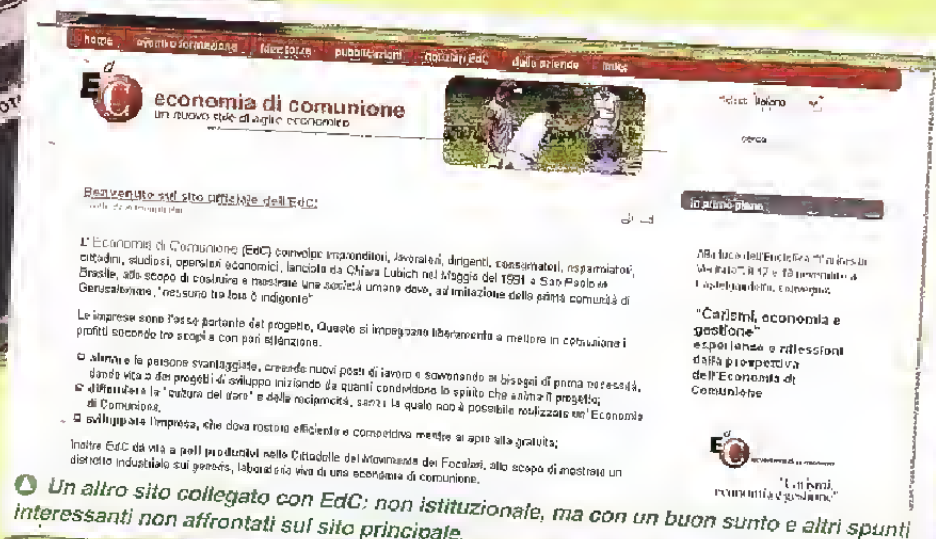 home
pubblicazioni notiziari EdC dalle aziende links
E d C
economia di comunione
un nuovo stile di agire economico
Italiano
cerca
Benvenuto sul sito ufficiale dell'EdC!
in primo piano
L'Economia di Comunione (EdC) coinvolge imprenditori, lavoratori, dirigenti, consumatori, risparmiatori,
cittadini, studiosi, operatori economici, lanciata da Chiara Lubich nel Maggio del 1991 a San Paolo in
Brasile, allo scopo di costruire e mostrare una società umana dove, ad imitazione della prima comunità di
Gerusalemme, "nessuno tra loro è indigente"
Le imprese sono l'asse portante del progetto. Queste si impegnano liberamente a mettere in comunione i
profitti secondo tre scopi e con pari attenzione.
aiutare le persone svantaggiate, creando nuovi posti di lavoro e sovvenendo ai bisogni di prima necessità,
dando vita a dei progetti di sviluppo iniziando da quanti condividono lo spirito che anima il progetto;
diffondere la "cultura del dare" e della reciprocità, senza la quale non è possibile realizzare un'Economia
di Comunione.
sviluppare l'impresa, che deve restare efficiente e competitiva mentre si apre alla gratuità;
Inoltre EdC dà vita a poli produttivi nelle Cittadelle del Movimento dei Focolari, allo scopo di mostrare un
distretto industriale sui generis, laboratorio vivo di una economia di comunione.
Alla luce dell'Enciclica
"Carismi, economia e
gestione"
esperienze e riflessioni
dalla prospettiva
dell'Economia di
Comunione
E d C
"Carismi,
economia e gestione"
Un altro sito collegato con EdC: non istituzionale, ma con un buon sunto e altri spunti
interessanti non affrontati sul sito principale.